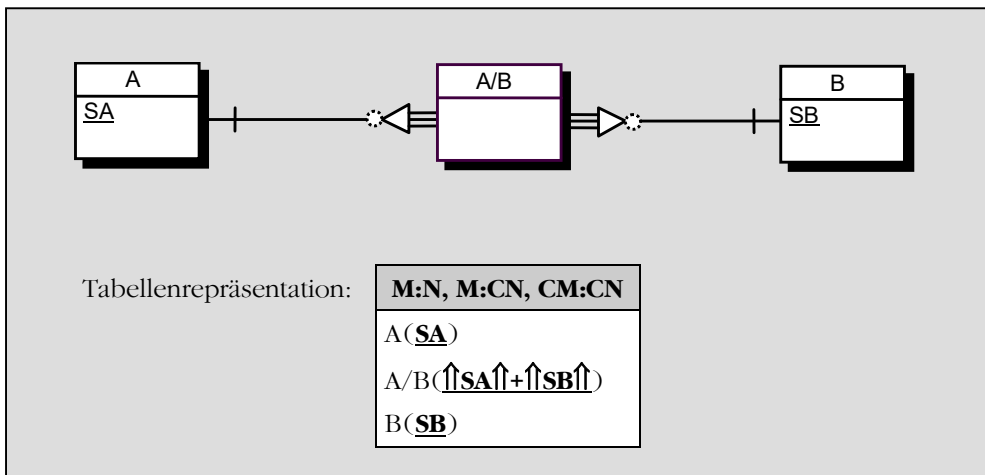 A
SA
A/B
B
SB
Tabellenrepräsentation:
M:N, M:CN, CM:CN
A(SA)
A/B(⇑SA⇑+⇑SB⇑)
B(SB)